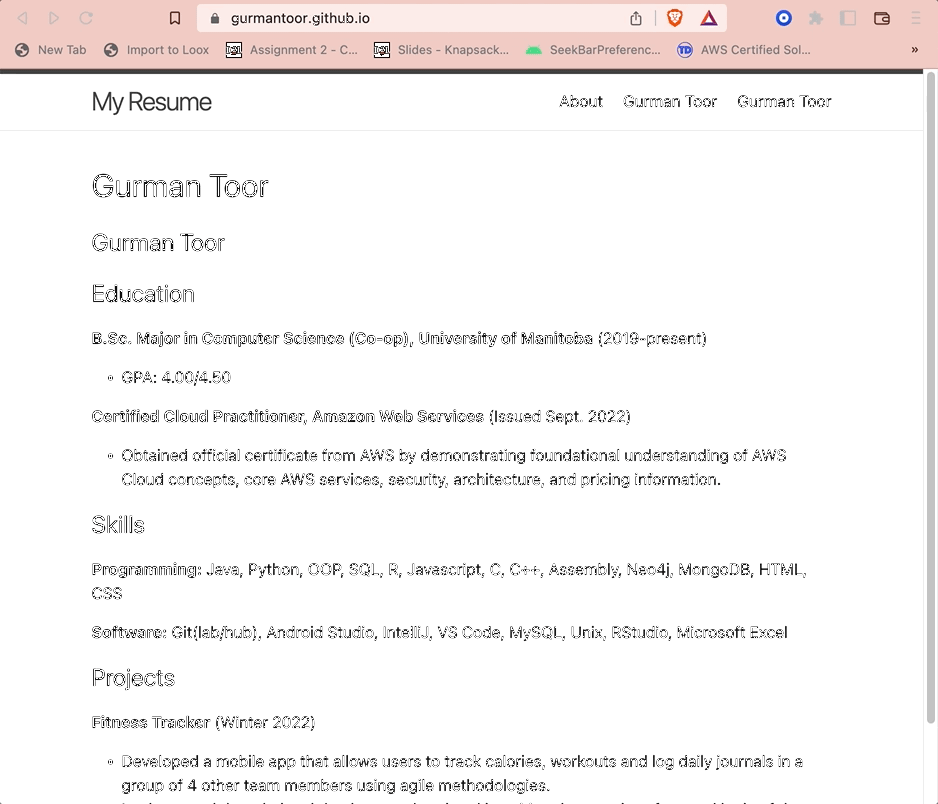 gurmantoor.github.io
New Tab Import to Loox Assignment 2 - C... Slides - Knapsack... SeekBarPreferenc... TD AWS Certified Sol... »
My Resume About Gurman Toor Gurman Toor
Gurman Toor
Gurman Toor
Education
B.Sc. Major in Computer Science (Co-op), University of Manitoba (2019-present)
GPA: 4.00/4.50
Certified Cloud Practitioner, Amazon Web Services (Issued Sept. 2022)
Obtained official certificate from AWS by demonstrating foundational understanding of AWS
Cloud concepts, core AWS services, security, architecture, and pricing information.
Skills
Programming: Java, Python, OOP, SQL, R, Javascript, C, C++, Assembly, Neo4j, MongoDB, HTML,
CSS
Software: Git(lab/hub), Android Studio, IntelliJ, VS Code, MySQL, Unix, RStudio, Microsoft Excel
Projects
Fitness Tracker (Winter 2022)
Developed a mobile app that allows users to track calories, workouts and log daily journals in a
group of 4 other team members using agile methodologies.